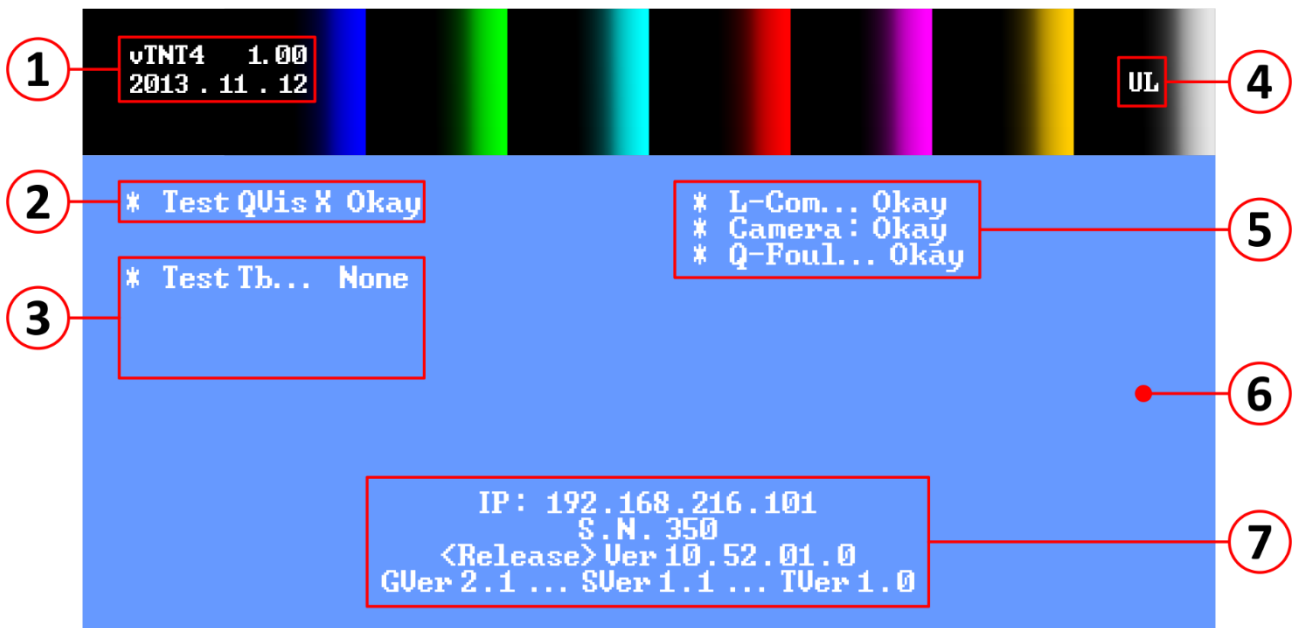 1
vTNT4 1.00
2013 . 11 . 12
UL
4
2
* Test QVis X Okay
* L-Com... Okay
* Camera: Okay
* Q-Foul... Okay
5
* Test Tb... None
3
6
IP: 192.168.216.101
S.N. 350
<Release> Ver 10.52.01.0
GVer 2.1 ... SVer 1.1 ... TVer 1.0
7